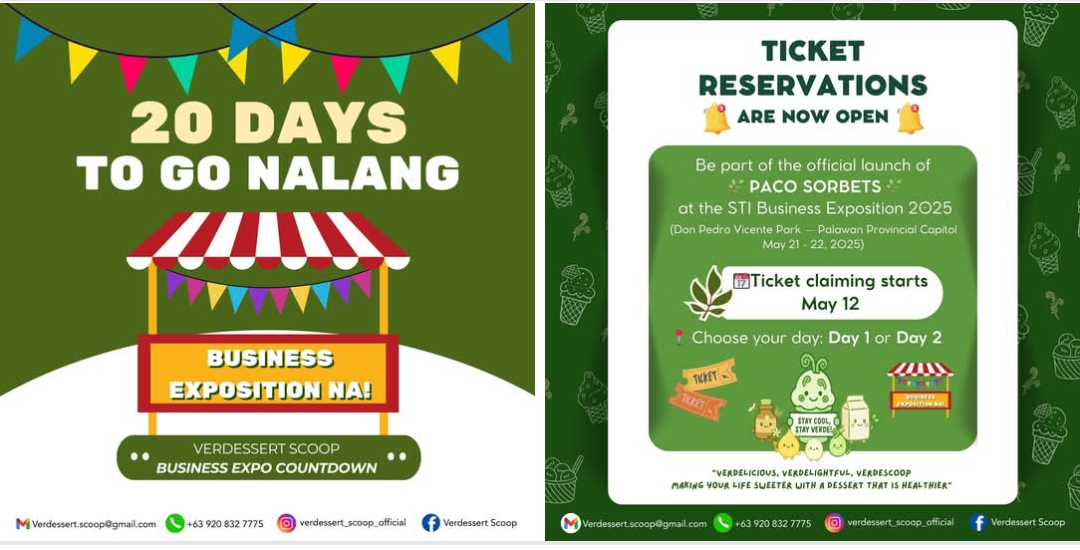 20 DAYS
TO GO NALANG
BUSINESS
EXPOSITION NA!
VERDESSERT SCOOP
BUSINESS EXPO COUNTDOWN
Verdessert.scoop@gmail.com
+63 920 832 7775
verdessert_scoop_official
Verdessert Scoop
TICKET
RESERVATIONS
ARE NOW OPEN
Be part of the official launch of
PACO SORBETS
at the STI Business Exposition 2025
(Don Pedro Vicente Park — Palawan Provincial Capitol
May 21 - 22, 2025)
17
Ticket claiming starts
May 12
Choose your day: Day 1 or Day 2
TICKET
TICKET
STAY COOL,
STAY VERDE!
BUSINESS
EXPOSITION NA!
"VERDELICIOUS, VERDELIGHTFUL, VERDESCOOP
MAKING YOUR LIFE SWEETER WITH A DESSERT THAT IS HEALTHIER"
Verdessert.scoop@gmail.com
+63 920 832 7775
verdessert_scoop_official
Verdessert Scoop